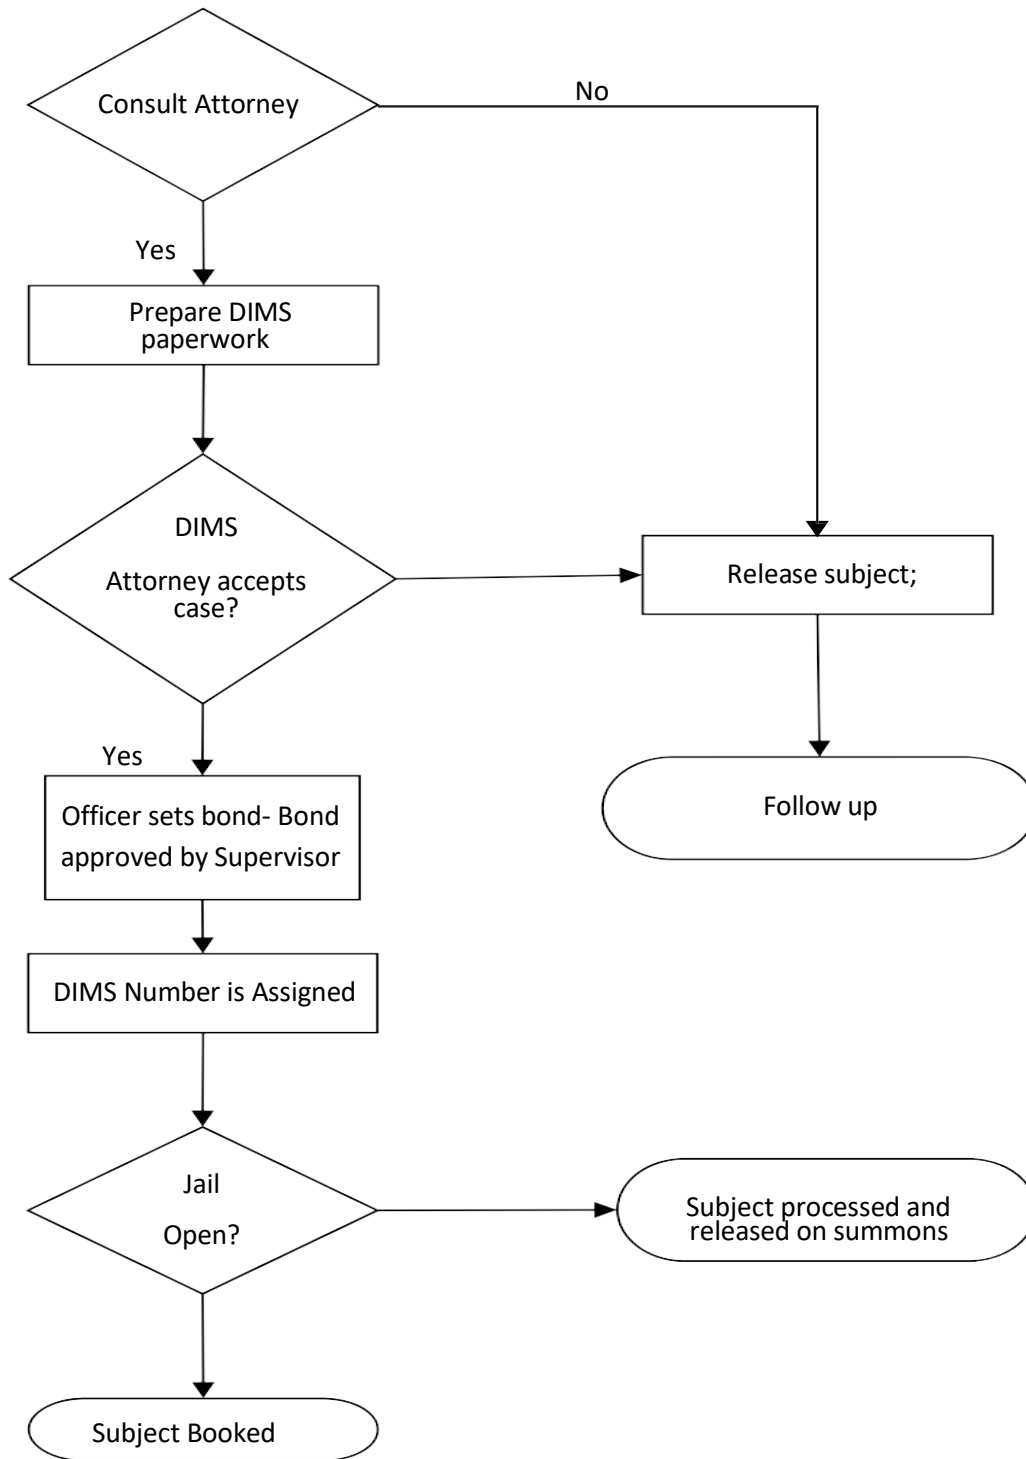 Consult Attorney
No
Yes
Prepare DIMS
paperwork
DIMS
Attorney accepts
case?
Release subject;
Yes
Officer sets bond- Bond
approved by Supervisor
Follow up
DIMS Number is Assigned
Jail
Open?
Subject processed and
released on summons
Subject Booked